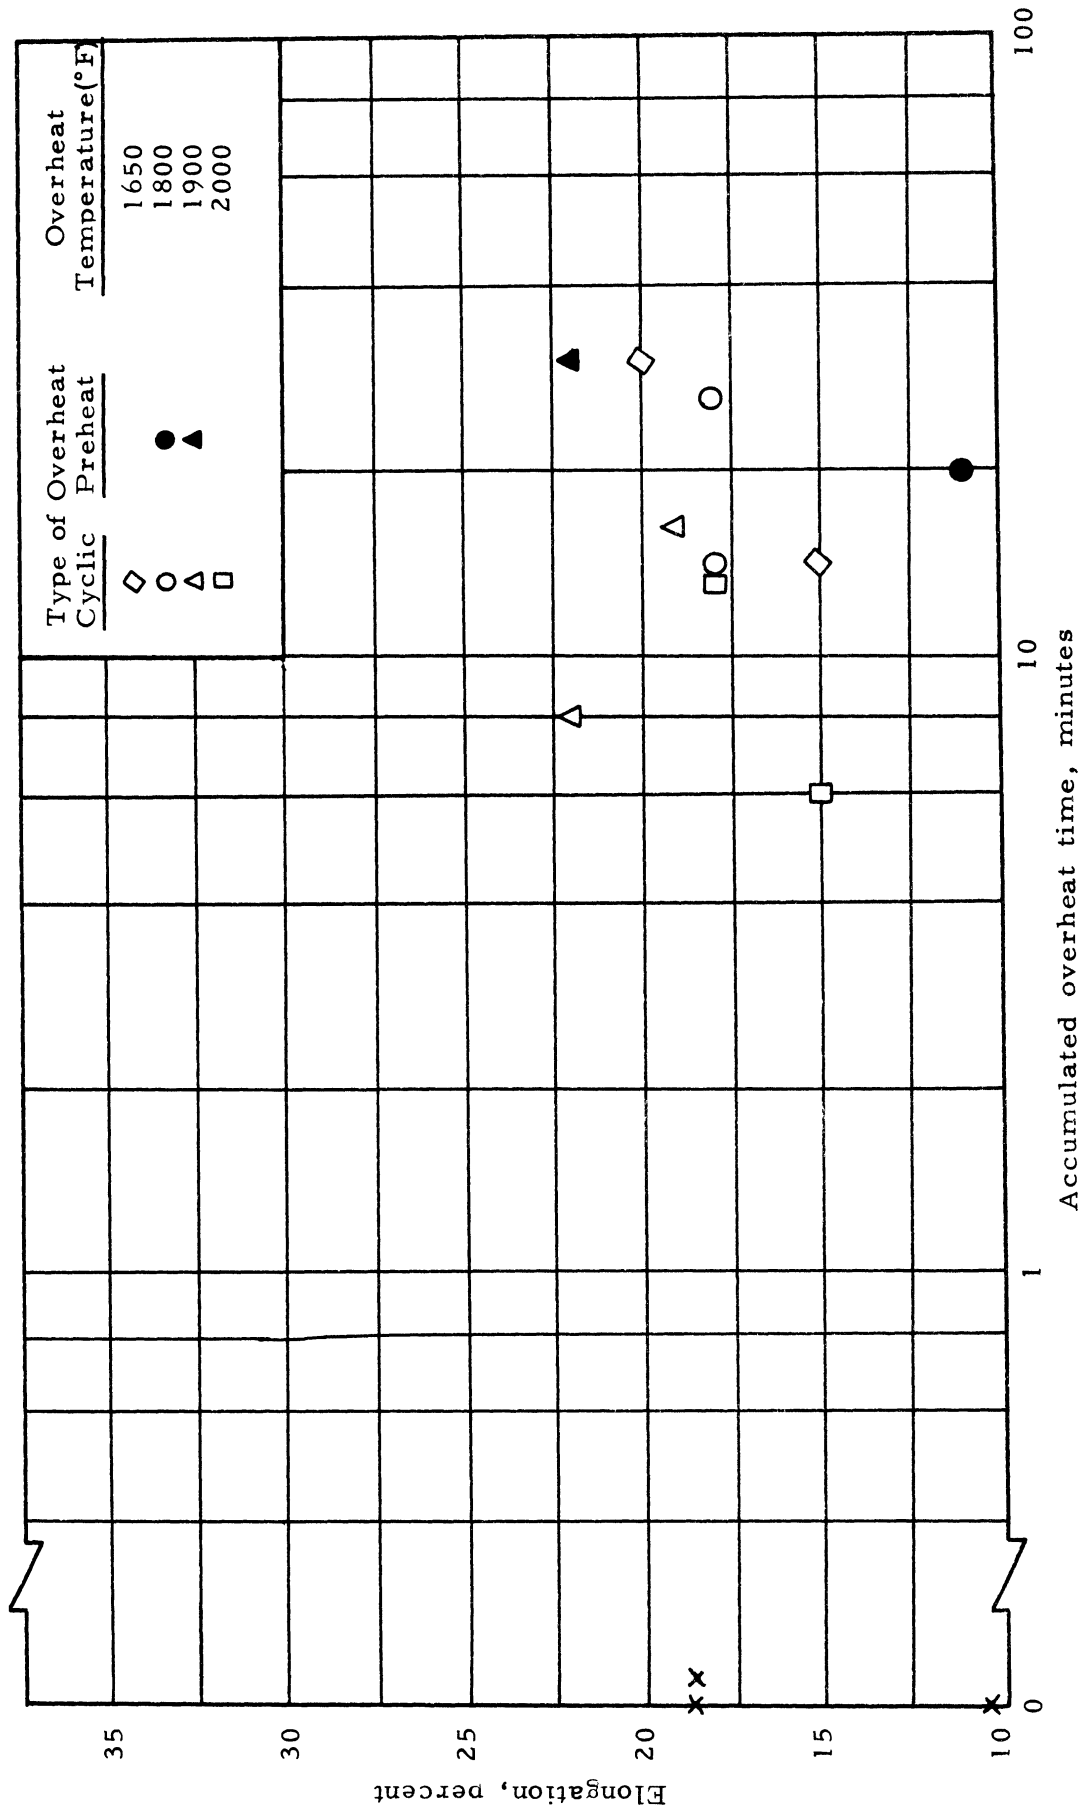 Type of Overheat
Cyclic Preheat
Overheat
Temperature(°F)
1650
1800
1900
2000
Elongation, percent
35
30
25
20
15
10
0
1
10
100
Accumulated overheat time, minutes